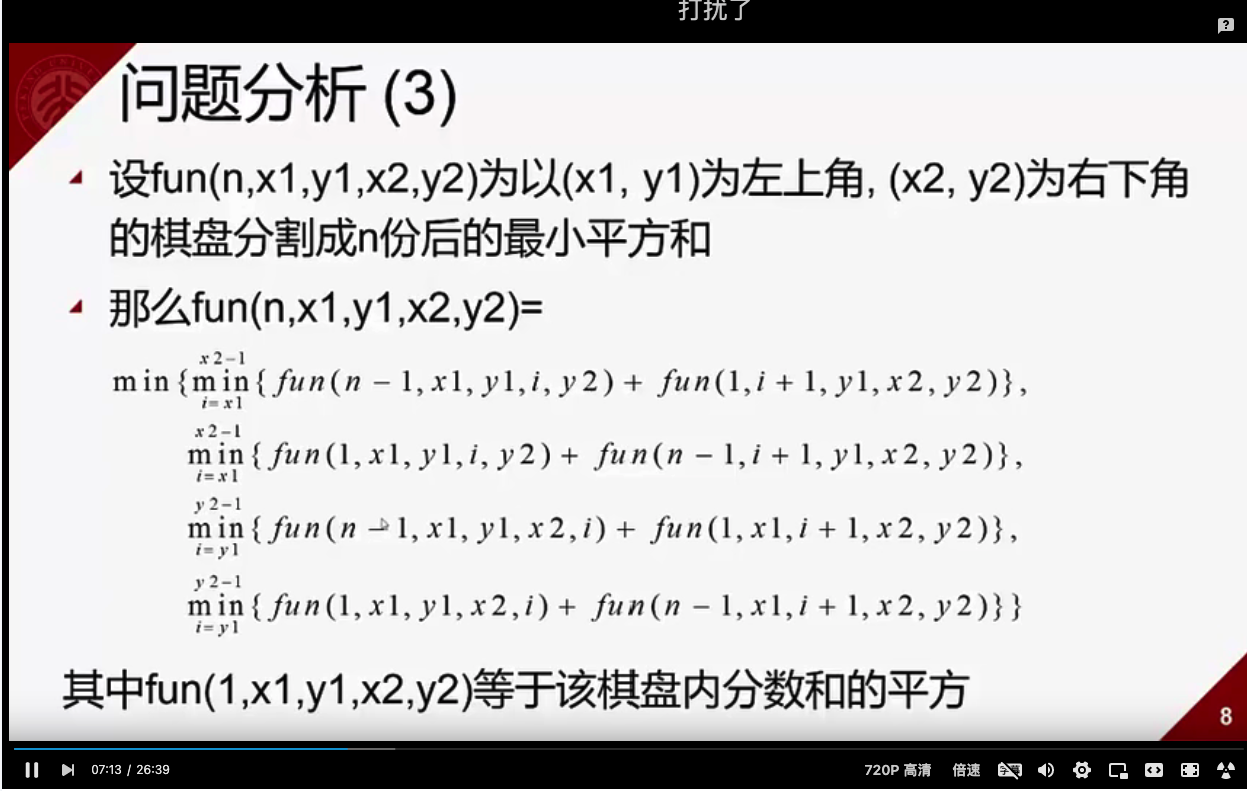 打扰了
问题分析 (3)
设fun(n,x1,y1,x2,y2)为以(x1, y1)为左上角, (x2, y2)为右下角
的棋盘分割成n份后的最小平方和
那么fun(n,x1,y1,x2,y2)=
x2−1
min{min{fun(n − 1, x1, y1, i, y2) + fun(1, i + 1, y1, x2, y2)},
i=x1
x2−1
min{fun(1, x1, y1, i, y2) + fun(n − 1, i + 1, y1, x2, y2)},
i=x1
y2−1
min{fun(n − 1, x1, y1, x2, i) + fun(1, x1, i + 1, x2, y2)},
i=y1
y2−1
min{fun(1, x1, y1, x2, i) + fun(n − 1, x1, i + 1, x2, y2)}}
i=y1
其中fun(1,x1,y1,x2,y2)等于该棋盘内分数和的平方
8
07:13 / 26:39
720P 高清 倍速